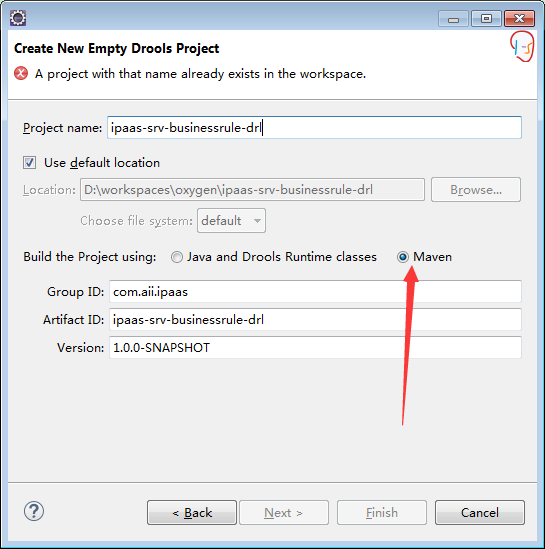 Create New Empty Drools Project
A project with that name already exists in the workspace.
1-5
Project name: ipaas-srv-businessrule-drl
Use default location
Location: D:\workspaces\oxygen\ipaas-srv-businessrule-drl Browse...
Choose file system: default
Build the Project using: Java and Drools Runtime classes Maven
Group ID: com.aii.ipaas
Artifact ID: ipaas-srv-businessrule-drl
Version: 1.0.0-SNAPSHOT
? < Back Next > Finish Cancel